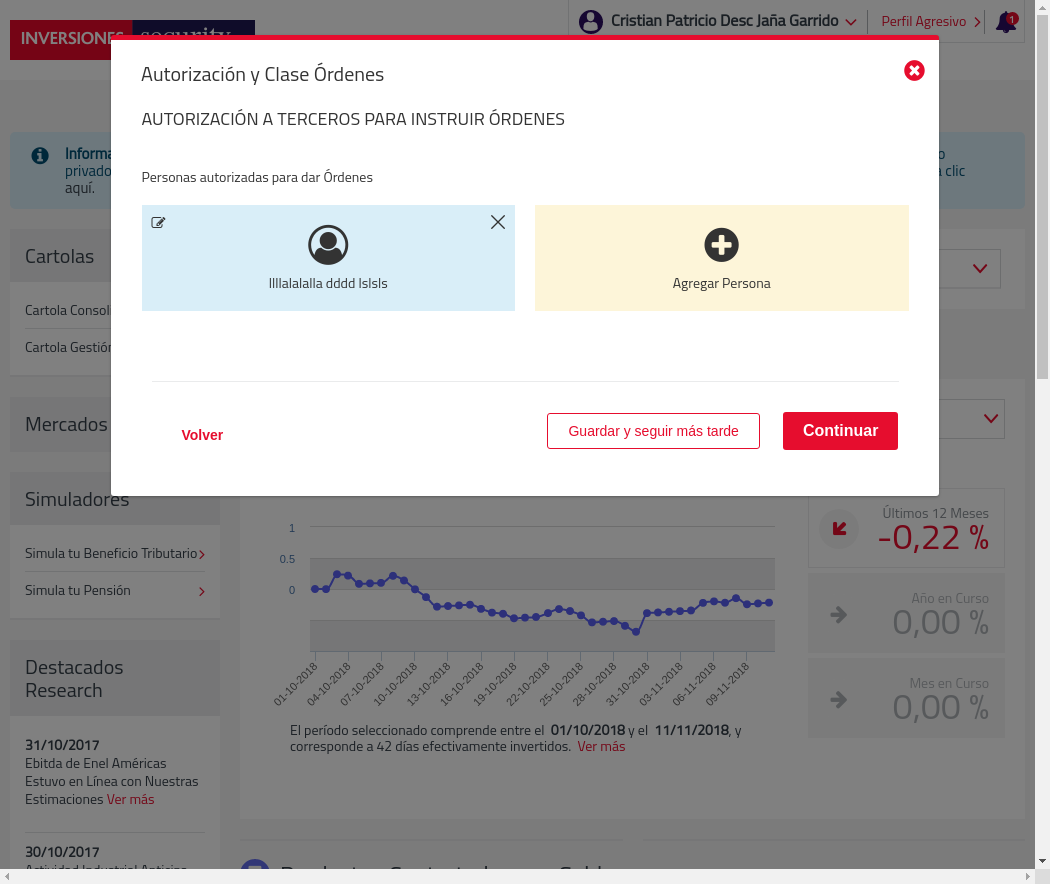 INVERSIONES security
Cristian Patricio Desc Jaña Garrido
Perfil Agresivo
1
Autorización y Clase Órdenes
AUTORIZACIÓN A TERCEROS PARA INSTRUIR ÓRDENES
Personas autorizadas para dar Órdenes
Agregar Persona
Volver
Guardar y seguir más tarde
Continuar
privado
clic
aquí.
Cartolas
Cartola Gestión
Mercados
Simuladores
Simula tu Beneficio Tributario
Simula tu Pensión
Destacados
Research
31/10/2017
Ebitda de Enel Américas
Estuvo en Línea con Nuestras
Estimaciones Ver más
30/10/2017
1
0.5
0
01-10-2018
04-10-2018
07-10-2018
10-10-2018
13-10-2018
16-10-2018
19-10-2018
22-10-2018
25-10-2018
28-10-2018
31-10-2018
03-11-2018
06-11-2018
09-11-2018
El período seleccionado comprende entre el 01/10/2018 y el 11/11/2018, y
corresponde a 42 días efectivamente invertidos. Ver más
Últimos 12 Meses
-0,22 %
Año en Curso
0,00 %
Mes en Curso
0,00 %